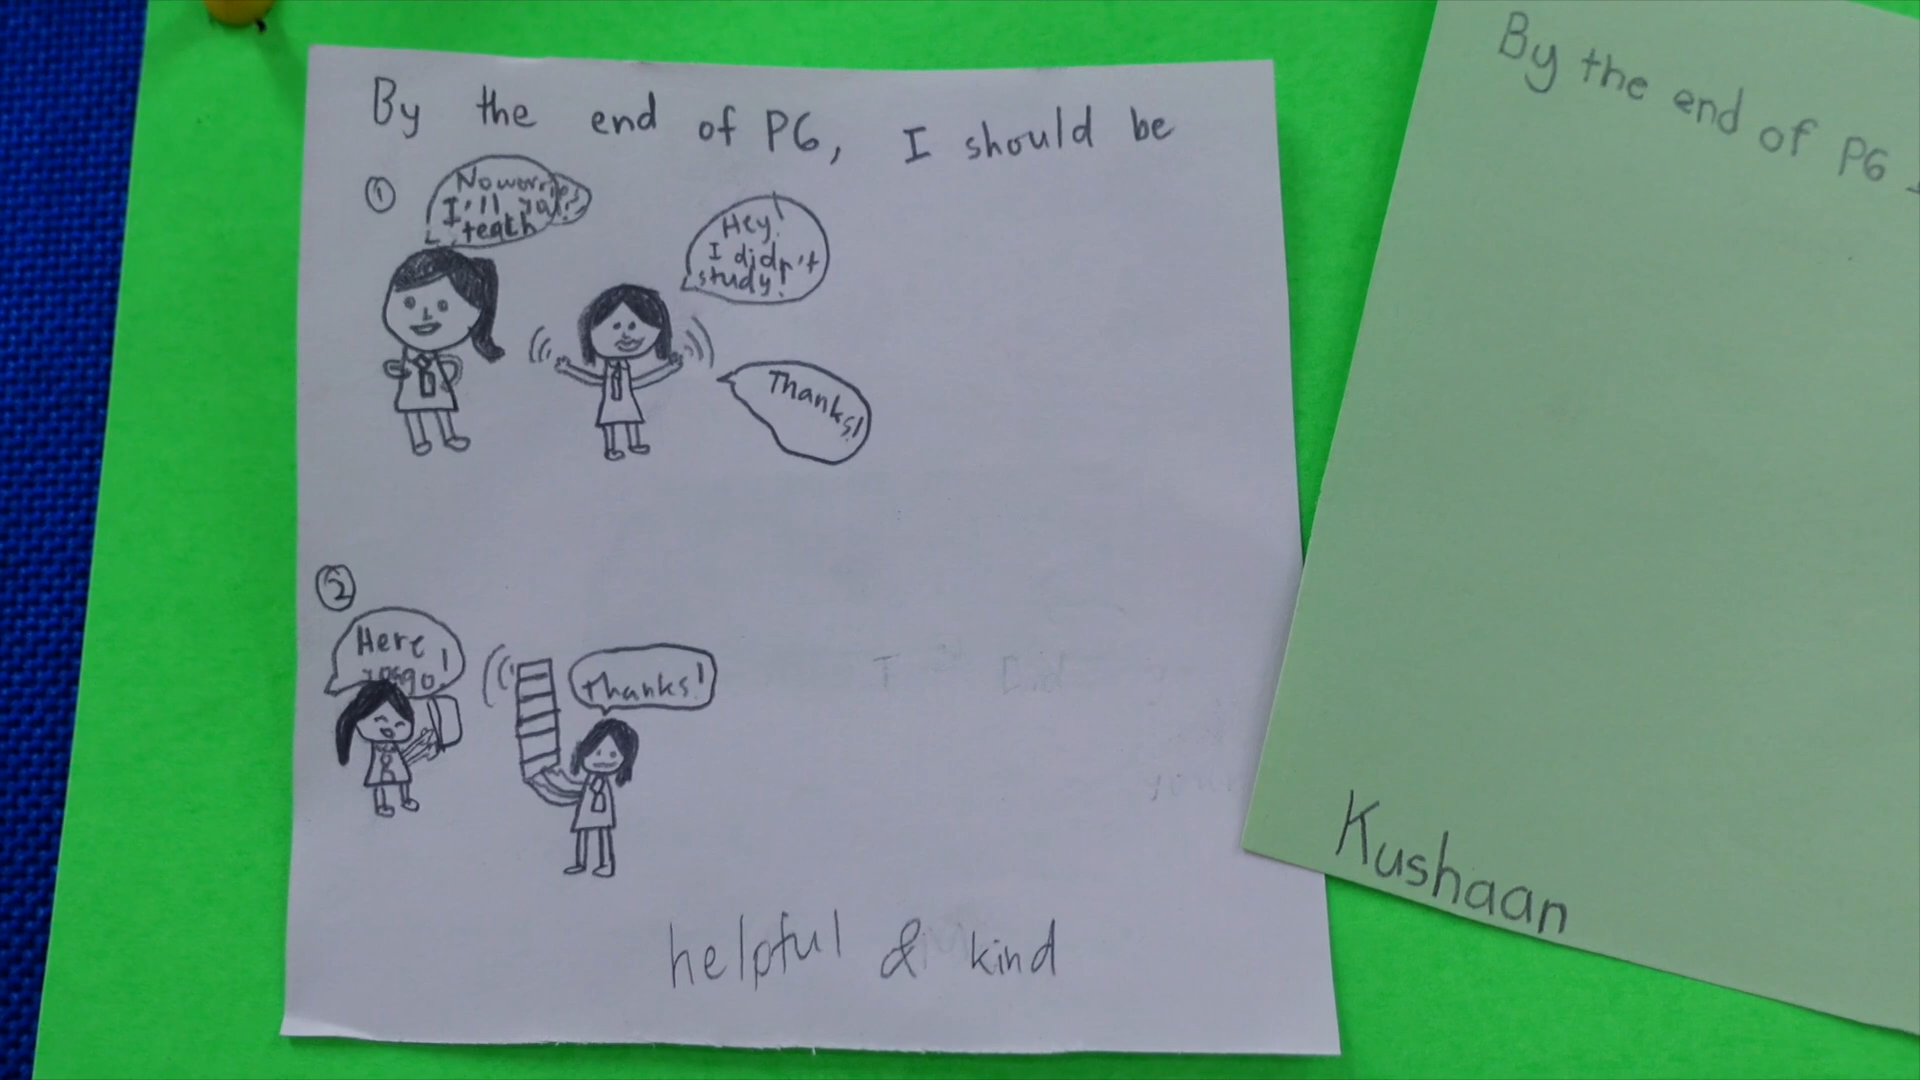 By the end of P6, I should be
1
No worries
I'll
teach
Hey!
I didn't
study!
Thanks!
2
Here
go!
thanks!
helpful & kind
By the end of P6
Kushaan